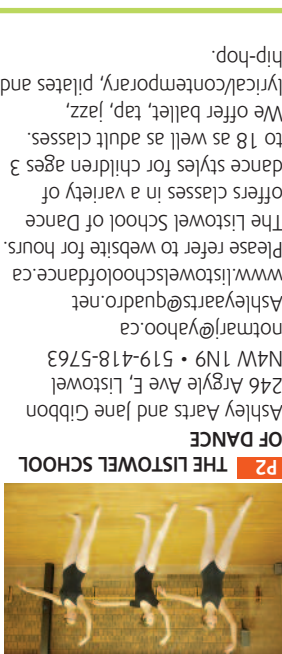 P2 THE LISTOWEL SCHOOL
OF DANCE
Ashley Aarts and Jane Gibbon
246 Argyle Ave E, Listowel
N4W 1N9 • 519-418-5763
notmarj@yahoo.ca
Ashleyaarts@quadro.net
www.listowelschoolofdance.ca
Please refer to website for hours.
The Listowel School of Dance
offers classes in a variety of
dance styles for children ages 3
to 18 as well as adult classes.
We offer ballet, tap, jazz,
lyrical/contemporary, pilates and
hip-hop.